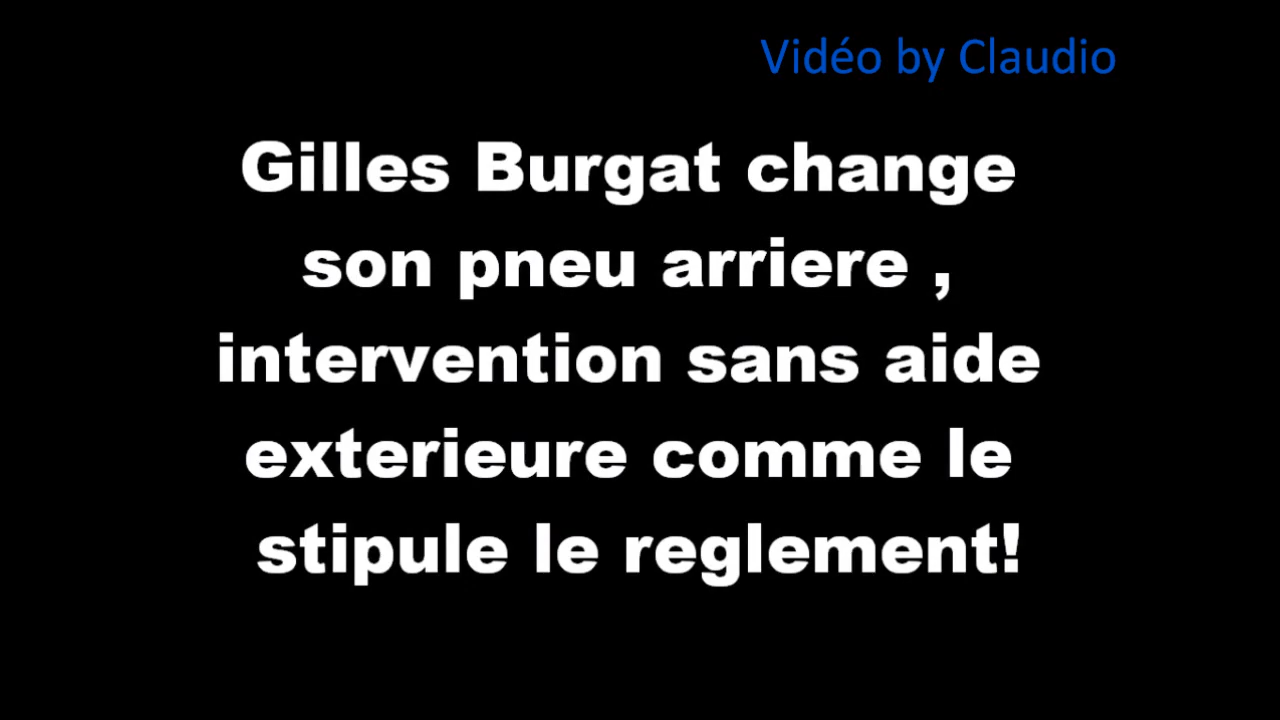 Vidéo by Claudio
Gilles Burgat change
son pneu arriere ,
intervention sans aide
exterieure comme le
stipule le reglement!